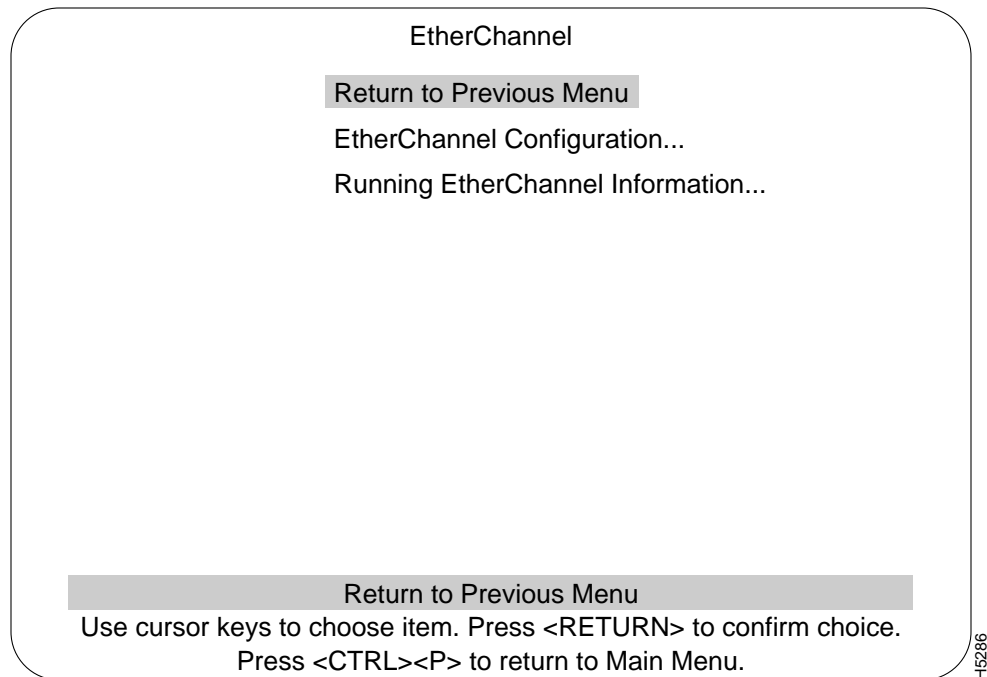 EtherChannel
Return to Previous Menu
EtherChannel Configuration...
Running EtherChannel Information...
Return to Previous Menu
Use cursor keys to choose item. Press <RETURN> to confirm choice.
Press <CTRL><P> to return to Main Menu.
H5286